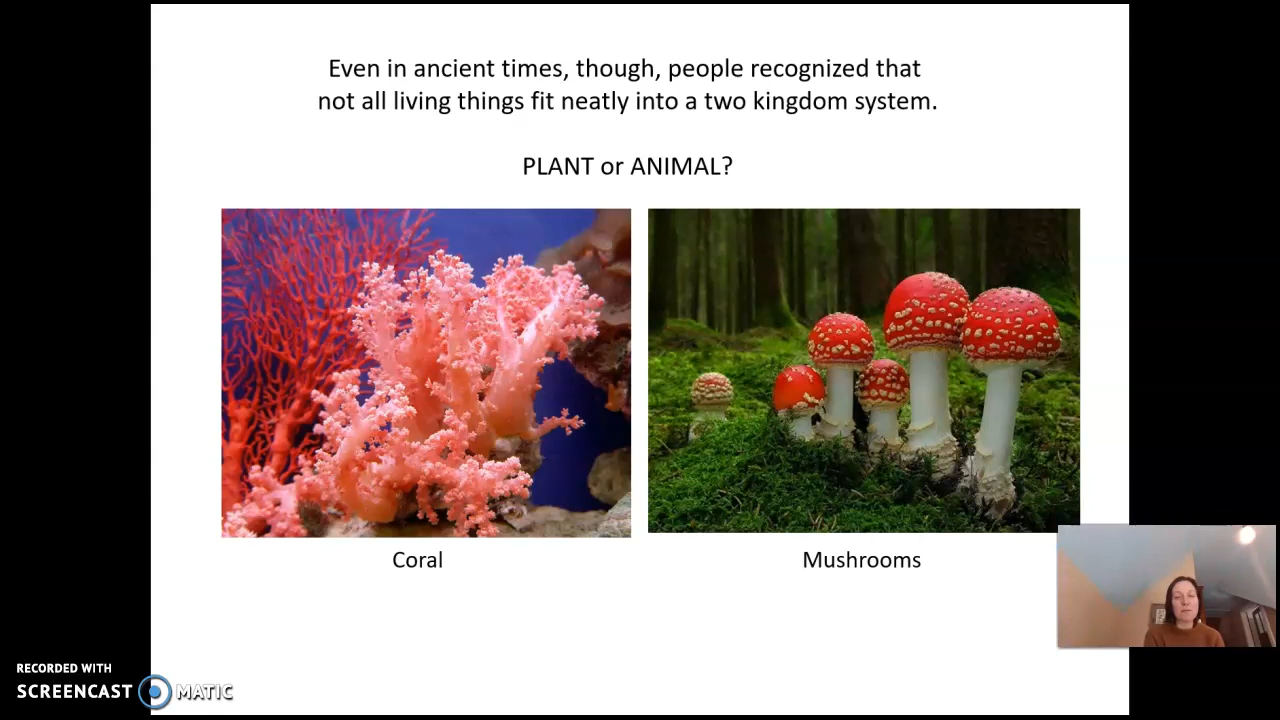 Even in ancient times, though, people recognized that
not all living things fit neatly into a two kingdom system.
PLANT or ANIMAL?
Coral
Mushrooms
RECORDED WITH
SCREENCAST MATIC